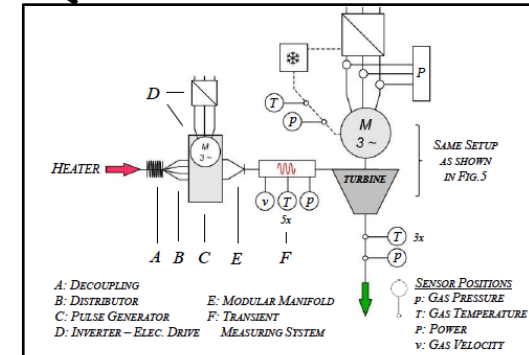 P
D
T
p
M
3 ~
M
3 ~
HEATER
TURBINE
SAME SETUP
AS SHOWN
IN FIG.5
v T p
5x
T 3x
p
A B C E F
A: DECOUPLING
B: DISTRIBUTOR
C: PULSE GENERATOR
D: INVERTER – ELEC. DRIVE
E: MODULAR MANIFOLD
F: TRANSIENT
MEASURING SYSTEM
SENSOR POSITIONS
p: GAS PRESSURE
T: GAS TEMPERATURE
P: POWER
v: GAS VELOCITY